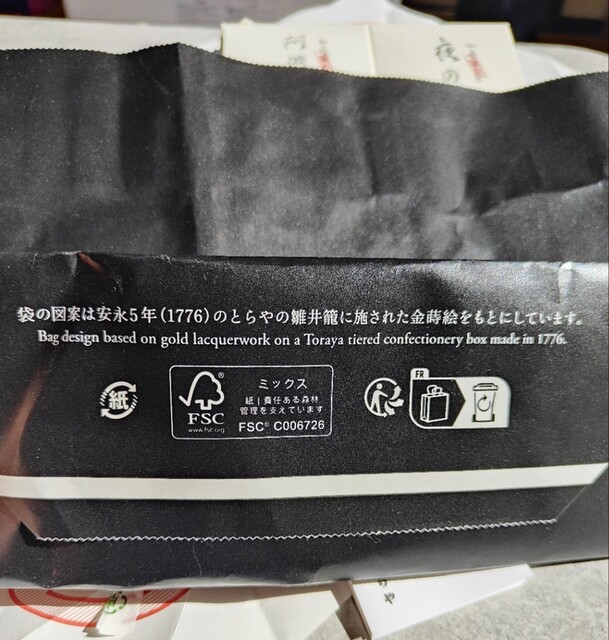 夜の
袋の図案は安永5年(1776)のとらやの雛井籠に施された金蒔絵をもとにしています。
Bag design based on gold lacquerwork on a Toraya tiered confectionery box made in 1776.
紙
FSC
www.fsc.org
ミックス
紙|責任ある森林
管理を支えています
FSC® C006726
FR